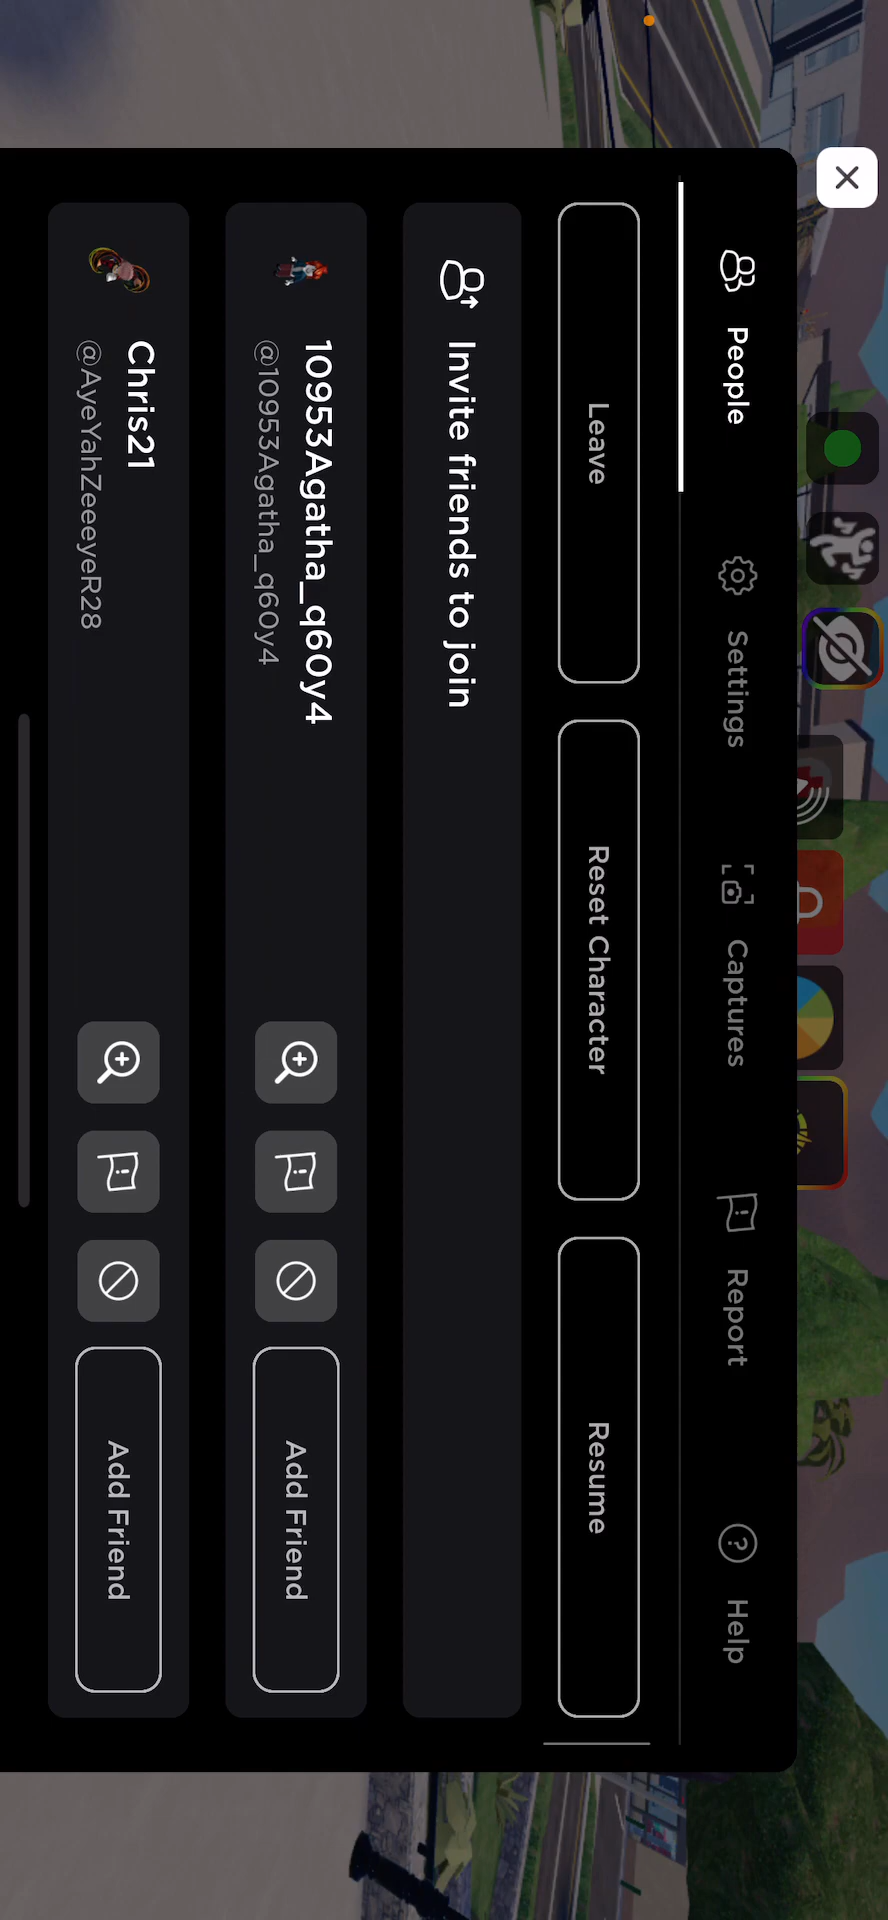 People
Settings
Captures
Report
Help
Leave
Reset Character
Resume
Invite friends to join
10953Agatha_q60y4
@10953Agatha_q60y4
Add Friend
Chris21
@AyeYahZeeeyeR28
Add Friend